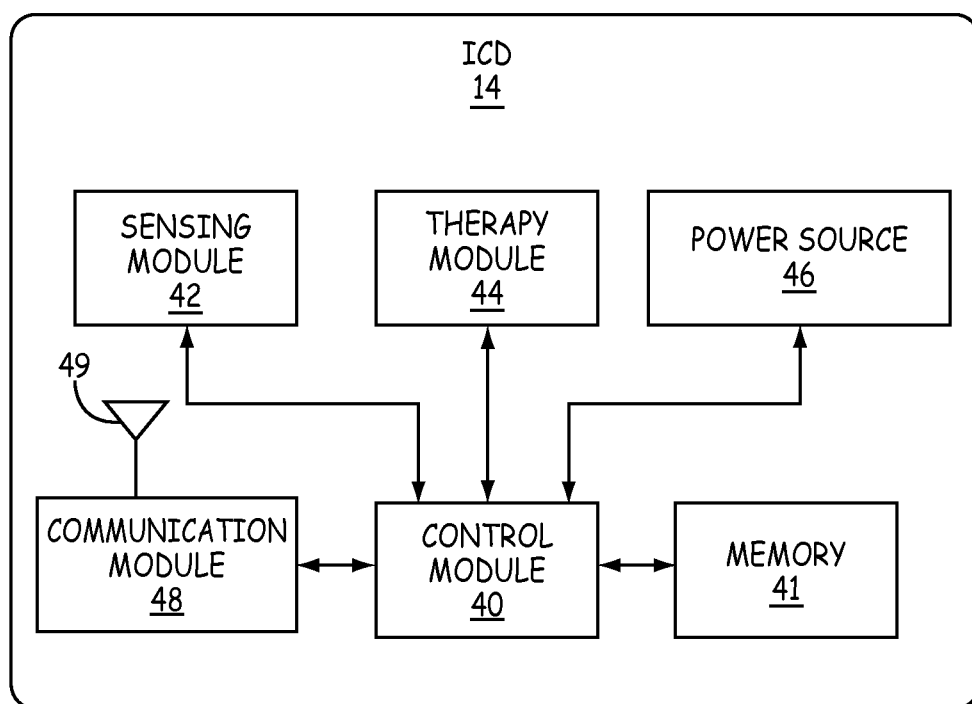 ICD
14
SENSING
MODULE
42
THERAPY
MODULE
44
POWER SOURCE
46
49
COMMUNICATION
MODULE
48
CONTROL
MODULE
40
MEMORY
41